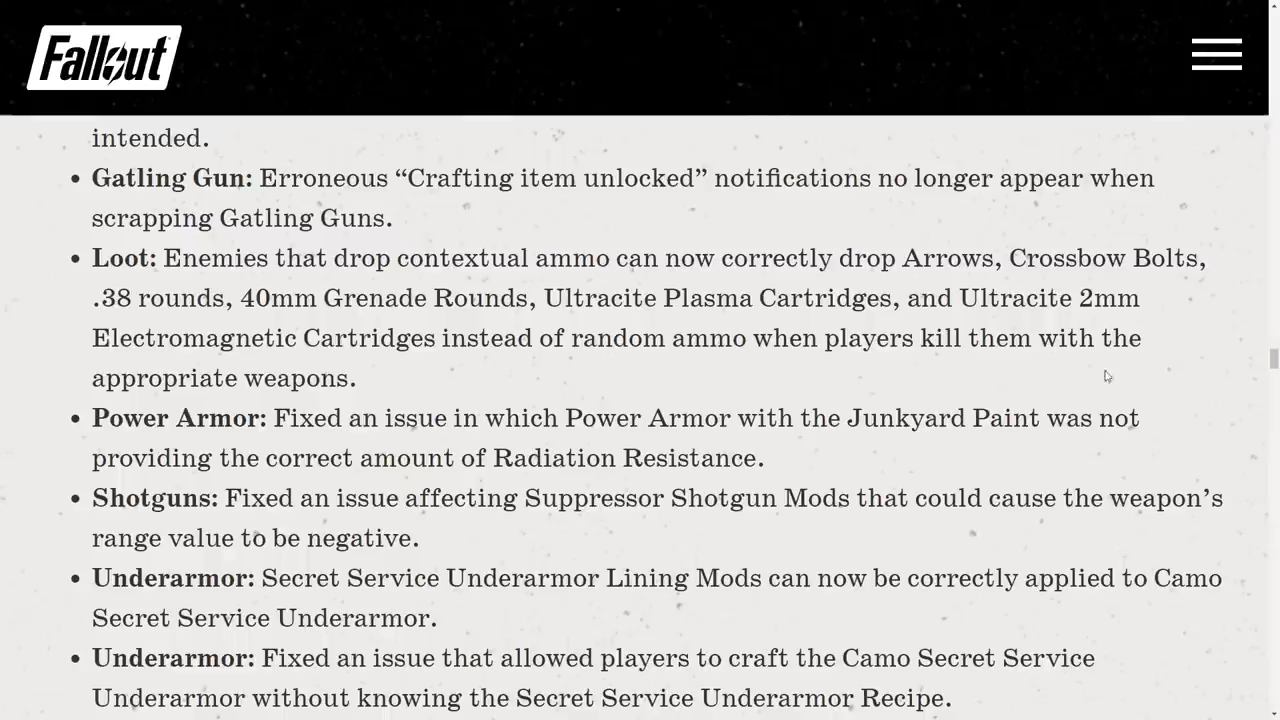 Fallout
intended.
• Gatling Gun: Erroneous “Crafting item unlocked” notifications no longer appear when
scrapping Gatling Guns.
• Loot: Enemies that drop contextual ammo can now correctly drop Arrows, Crossbow Bolts,
.38 rounds, 40mm Grenade Rounds, Ultracite Plasma Cartridges, and Ultracite 2mm
Electromagnetic Cartridges instead of random ammo when players kill them with the
appropriate weapons.
• Power Armor: Fixed an issue in which Power Armor with the Junkyard Paint was not
providing the correct amount of Radiation Resistance.
• Shotguns: Fixed an issue affecting Suppressor Shotgun Mods that could cause the weapon’s
range value to be negative.
• Underarmor: Secret Service Underarmor Lining Mods can now be correctly applied to Camo
Secret Service Underarmor.
• Underarmor: Fixed an issue that allowed players to craft the Camo Secret Service
Underarmor without knowing the Secret Service Underarmor Recipe.